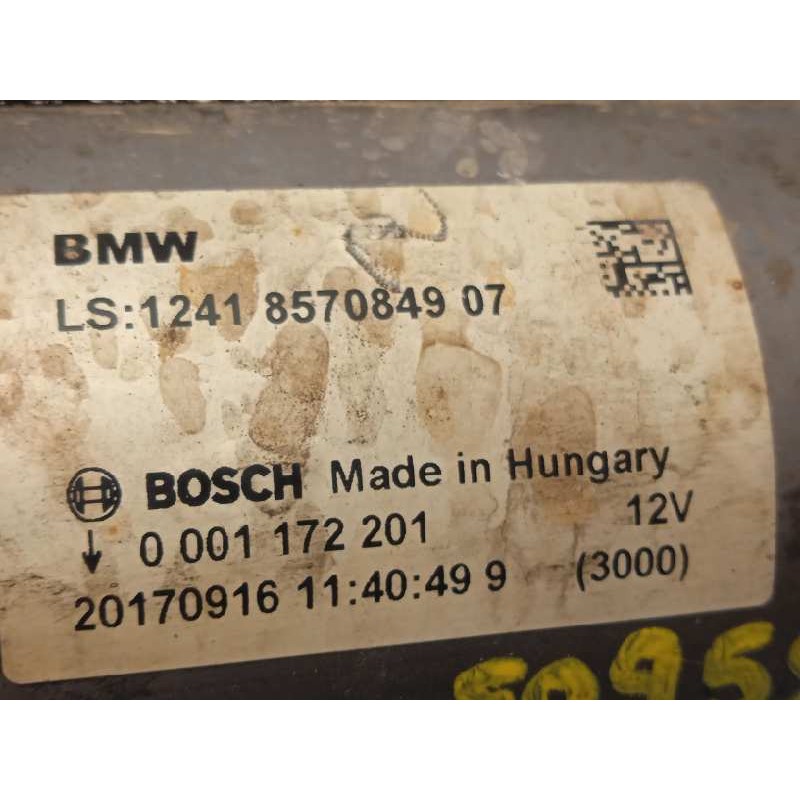 BMW
LS:1241 8570849 07
BOSCH Made in Hungary
0 001 172 201 12V
20170916 11:40:49 9 (3000)